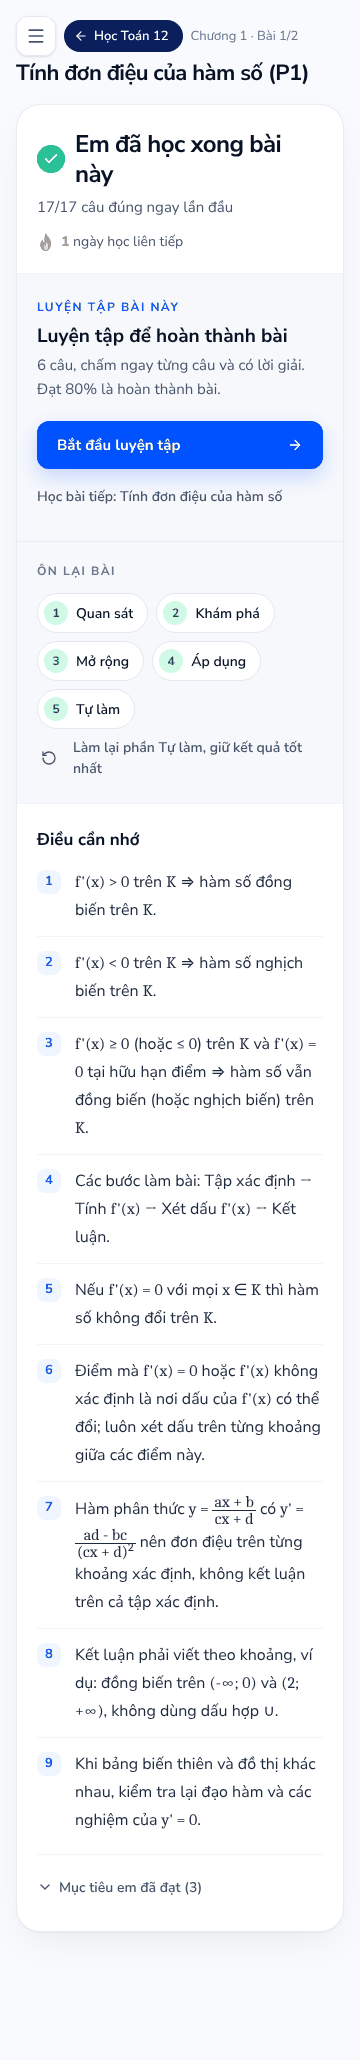 Học Toán 12
Chương 1 · Bài 1/2
Tính đơn điệu của hàm số (P1)
Em đã học xong bài
này
17/17 câu đúng ngay lần đầu
1 ngày học liên tiếp
LUYỆN TẬP BÀI NÀY
Luyện tập để hoàn thành bài
6 câu, chấm ngay từng câu và có lời giải.
Đạt 80% là hoàn thành bài.
Bắt đầu luyện tập
Học bài tiếp: Tính đơn điệu của hàm số
ÔN LẠI BÀI
1 Quan sát
2 Khám phá
3 Mở rộng
4 Áp dụng
5 Tự làm
Làm lại phần Tự làm, giữ kết quả tốt
nhất
Điều cần nhớ
1 f'(x) > 0 trên K ⇒ hàm số đồng
biến trên K.
2 f'(x) < 0 trên K ⇒ hàm số nghịch
biến trên K.
3 f'(x) ≥ 0 (hoặc ≤ 0) trên K và f'(x) =
0 tại hữu hạn điểm ⇒ hàm số vẫn
đồng biến (hoặc nghịch biến) trên
K.
4 Các bước làm bài: Tập xác định →
Tính f'(x) → Xét dấu f'(x) → Kết
luận.
5 Nếu f'(x) = 0 với mọi x ∈ K thì hàm
số không đổi trên K.
6 Điểm mà f'(x) = 0 hoặc f'(x) không
xác định là nơi dấu của f'(x) có thể
đổi; luôn xét dấu trên từng khoảng
giữa các điểm này.
7 Hàm phân thức y = (ax + b)/(cx + d) có y' =
(ad - bc)/(cx + d)² nên đơn điệu trên từng
khoảng xác định, không kết luận
trên cả tập xác định.
8 Kết luận phải viết theo khoảng, ví
dụ: đồng biến trên (-∞; 0) và (2;
+∞), không dùng dấu hợp ∪.
9 Khi bảng biến thiên và đồ thị khác
nhau, kiểm tra lại đạo hàm và các
nghiệm của y' = 0.
Mục tiêu em đã đạt (3)